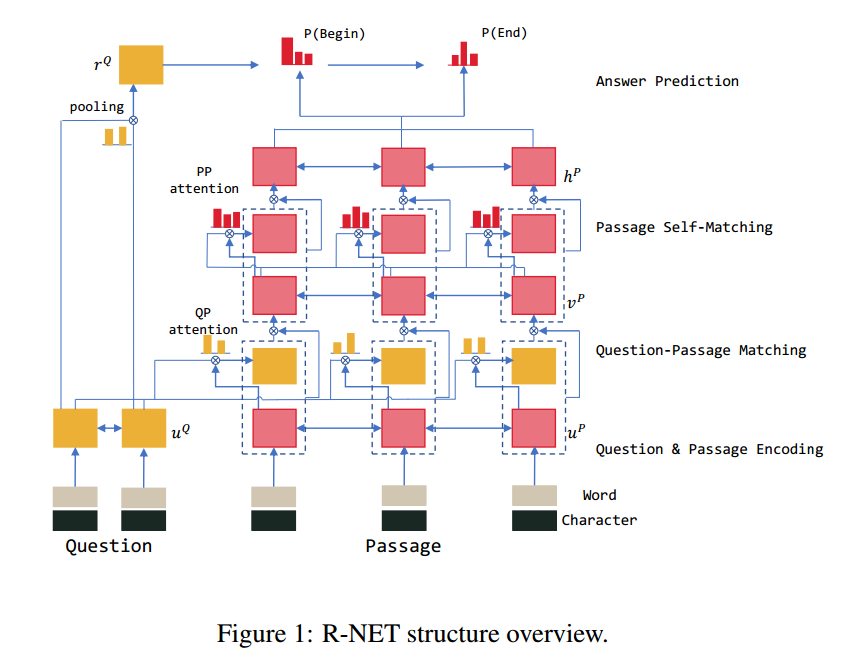 P(Begin)
P(End)
r^Q
Answer Prediction
pooling
PP
attention
h^P
Passage Self-Matching
v^P
QP
attention
Question-Passage Matching
u^Q
u^P
Question & Passage Encoding
Word
Character
Question
Passage
Figure 1: R-NET structure overview.